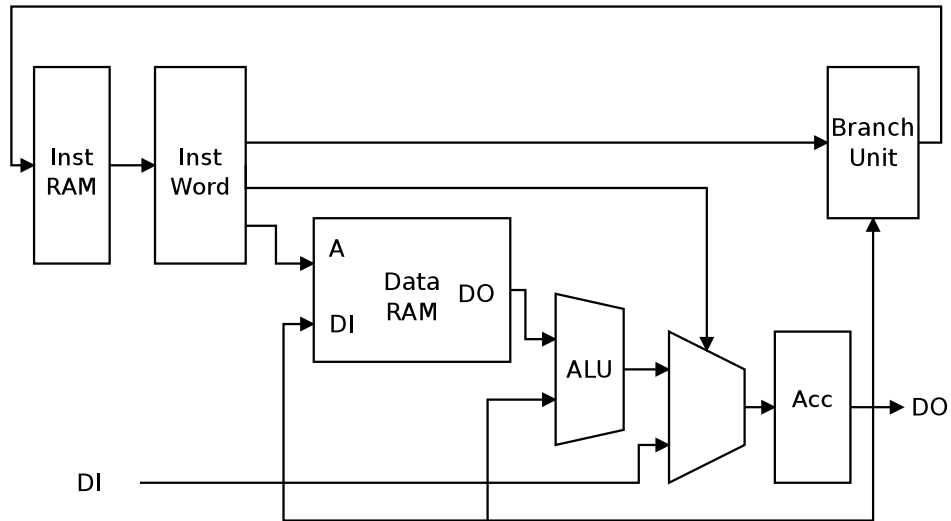 Branch
Unit
Inst
RAM
Inst
Word
A
Data
RAM
DO
DI
ALU
Acc
DO
DI